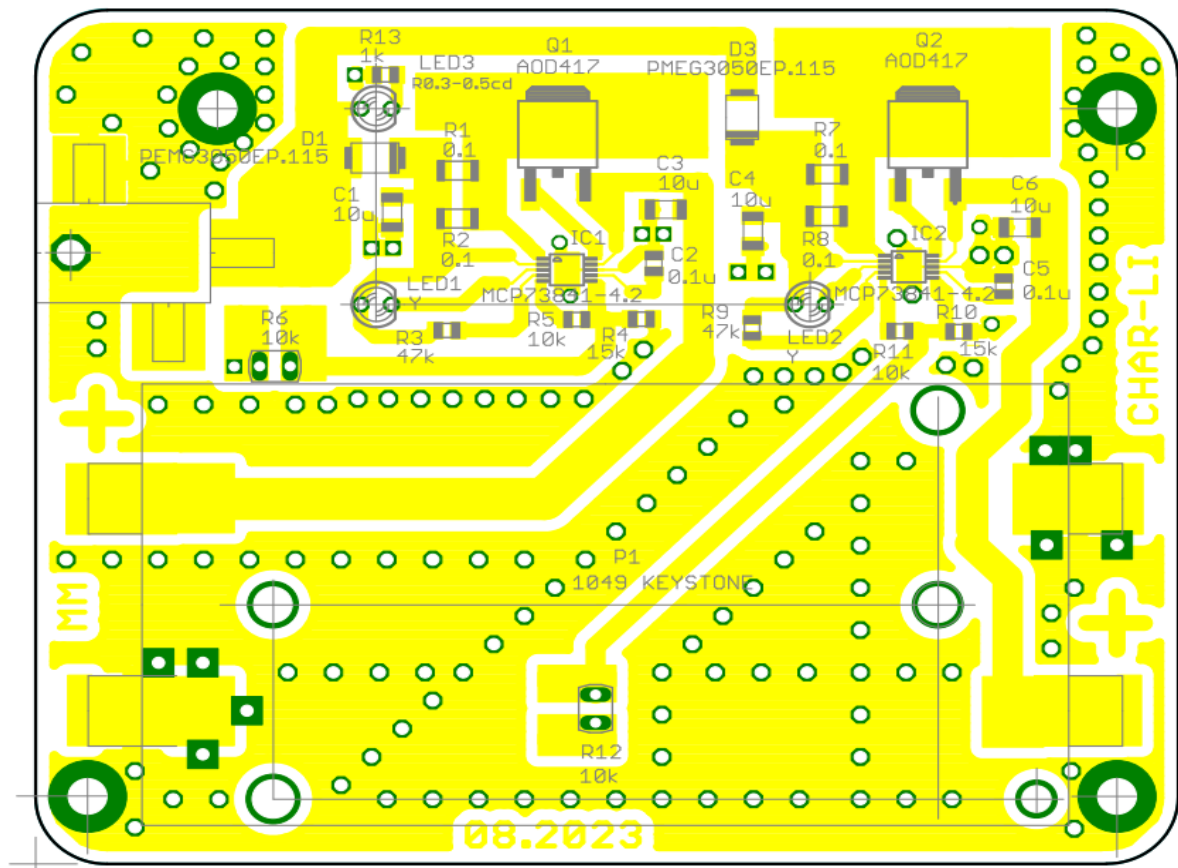 R13
1k
LED3
R0.3-0.5cd
Q1
AOD417
D3
PMEG3050EP.115
Q2
AOD417
D1
PEMG3050EP.115
R1
0.1
R7
0.1
C1
10u
C3
10u
C4
10u
C6
10u
R2
0.1
IC1
MCP73841-4.2
C2
0.1u
R8
0.1
IC2
MCP73841-4.2
C5
0.1u
LED1
Y
R3
47k
R5
10k
R4
15k
R9
47k
LED2
Y
R11
10k
R10
15k
R6
10k
+
CHAR-LI
P1
1049 KEYSTONE
MM
+
R12
10k
08.2023